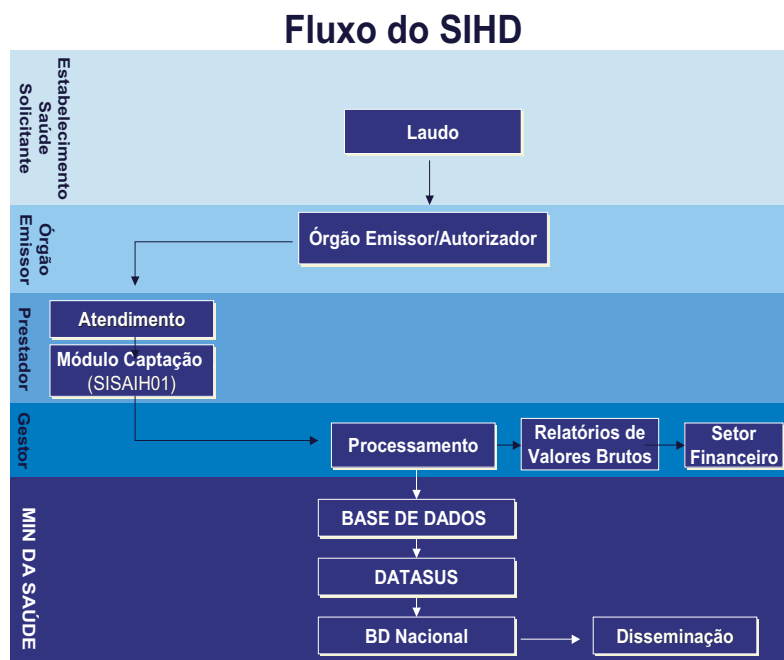 Fluxo do SIHD
Estabelecimento
Saúde
Solicitante
Laudo
Órgão
Emissor
Órgão Emissor/Autorizador
Prestador
Atendimento
Módulo Captação
(SISAIH01)
Gestor
Processamento
Relatórios de
Valores Brutos
Setor
Financeiro
MIN DA SAÚDE
BASE DE DADOS
DATASUS
BD Nacional
Disseminação